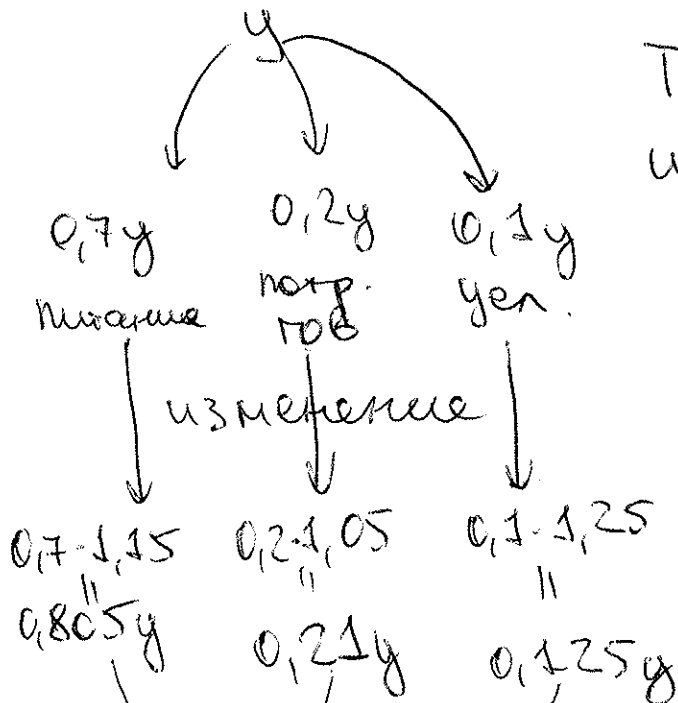 y
Т
и
0,7y 0,2y 0,1y
питание потр. усл.
тов
изменение
0,7·1,15 0,2·1,05 0,1·1,25
= = =
0,805y 0,21y 0,125y